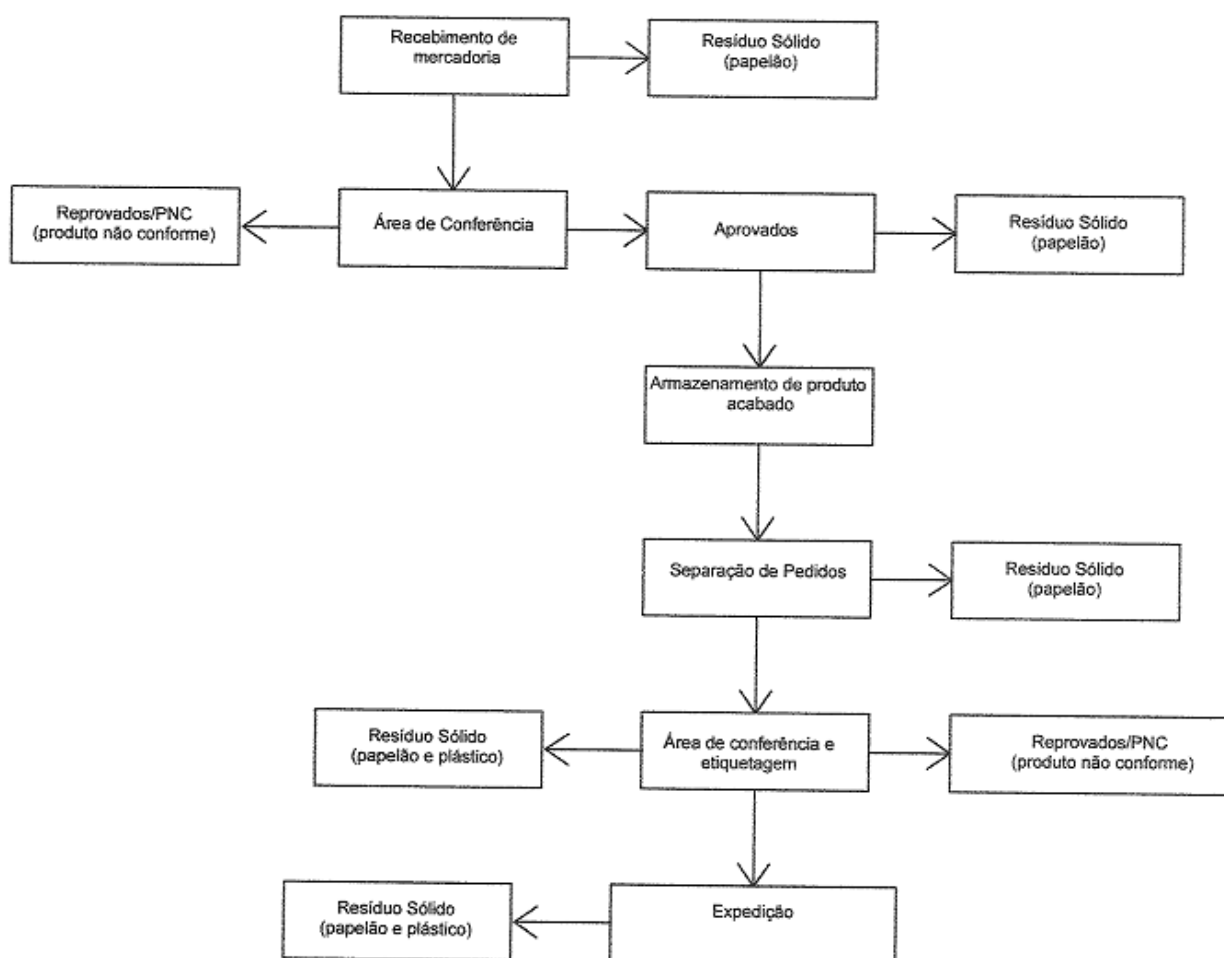 Recebimento de
mercadoria
Resíduo Sólido
(papelão)
Reprovados/PNC
(produto não conforme)
Área de Conferência
Aprovados
Resíduo Sólido
(papelão)
Armazenamento de produto
acabado
Separação de Pedidos
Resíduo Sólido
(papelão)
Resíduo Sólido
(papelão e plástico)
Área de conferência e
etiquetagem
Reprovados/PNC
(produto não conforme)
Resíduo Sólido
(papelão e plástico)
Expedição